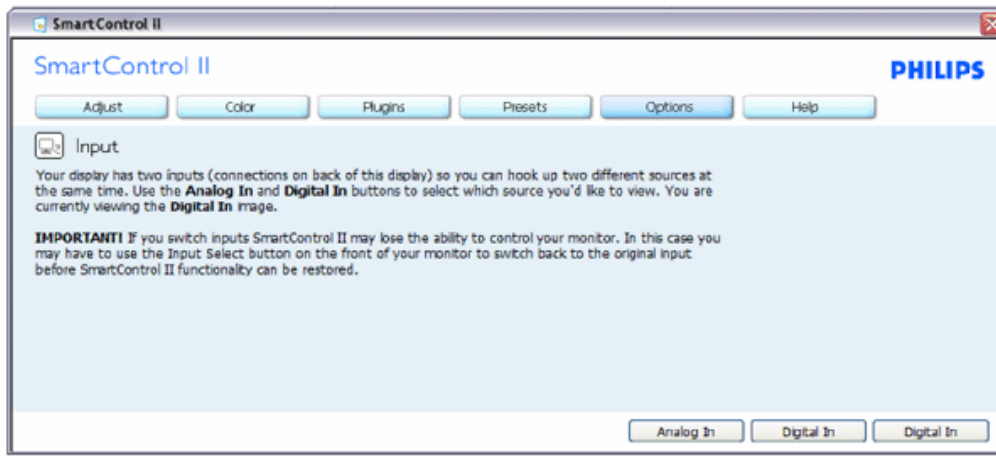 SmartControl II
SmartControl II
PHILIPS
Adjust
Color
Plugins
Presets
Options
Help
Input
Your display has two inputs (connections on back of this display) so you can hook up two different sources at
the same time. Use the Analog In and Digital In buttons to select which source you'd like to view. You are
currently viewing the Digital In image.
IMPORTANT! If you switch inputs SmartControl II may lose the ability to control your monitor. In this case you
may have to use the Input Select button on the front of your monitor to switch back to the original input
before SmartControl II functionality can be restored.
Analog In
Digital In
Digital In